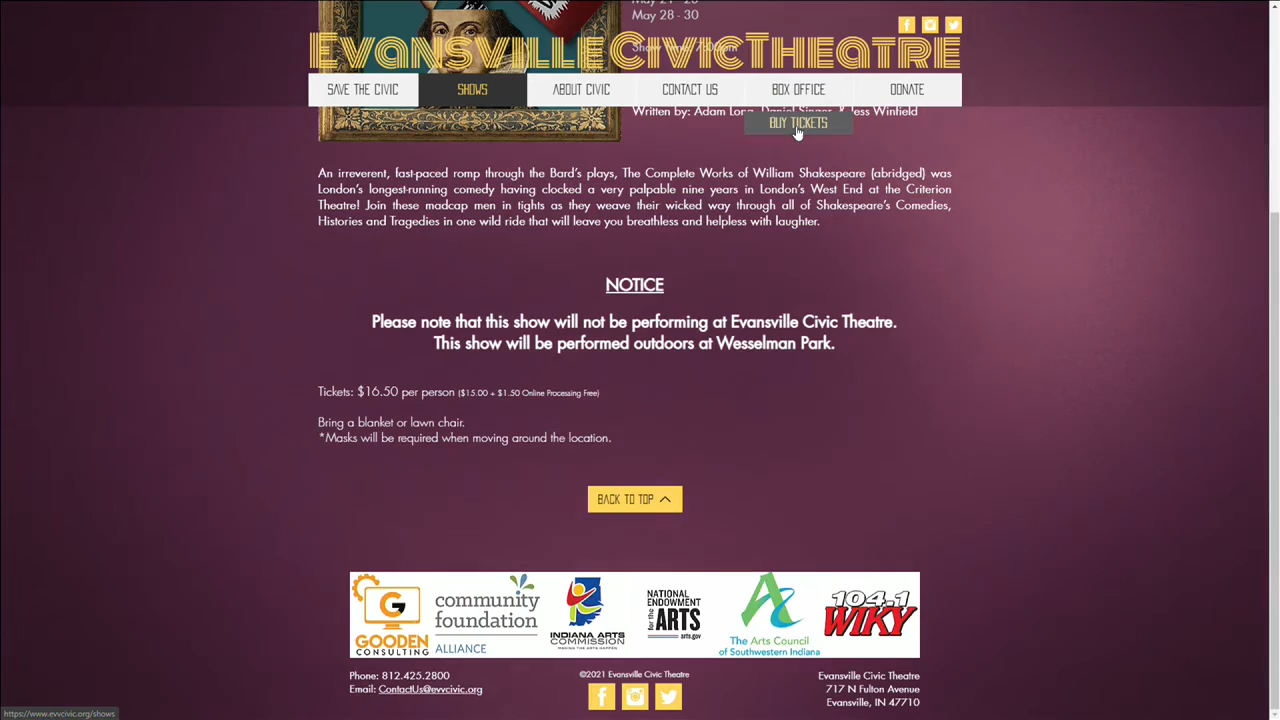 May 28 - 30
Evansville Civic Theatre
SAVE THE CIVIC
SHOWS
ABOUT CIVIC
CONTACT US
BOX OFFICE
DONATE
BUY TICKETS
Written by: Adam Long, Daniel Singer, & Jess Winfield
An irreverent, fast-paced romp through the Bard's plays, The Complete Works of William Shakespeare (abridged) was
London's longest-running comedy having clocked a very palpable nine years in London's West End at the Criterion
Theatre! Join these madcap men in tights as they weave their wicked way through all of Shakespeare's Comedies,
Histories and Tragedies in one wild ride that will leave you breathless and helpless with laughter.
NOTICE
Please note that this show will not be performing at Evansville Civic Theatre.
This show will be performed outdoors at Wesselman Park.
Tickets: $16.50 per person ($15.00 + $1.50 Online Processing Free)
Bring a blanket or lawn chair.
*Masks will be required when moving around the location.
BACK TO TOP
G
GOODEN
CONSULTING
community
foundation
ALLIANCE
INDIANA ARTS
COMMISSION
MAKING THE ARTS HAPPEN
NATIONAL
ENDOWMENT
for the ARTS
arts.gov
The Arts Council
of Southwestern Indiana
104.1
WIKY
Phone: 812.425.2800
Email: ContactUs@evvcivic.org
©2021 Evansville Civic Theatre
Evansville Civic Theatre
717 N Fulton Avenue
Evansville, IN 47710
https://www.evvcivic.org/shows